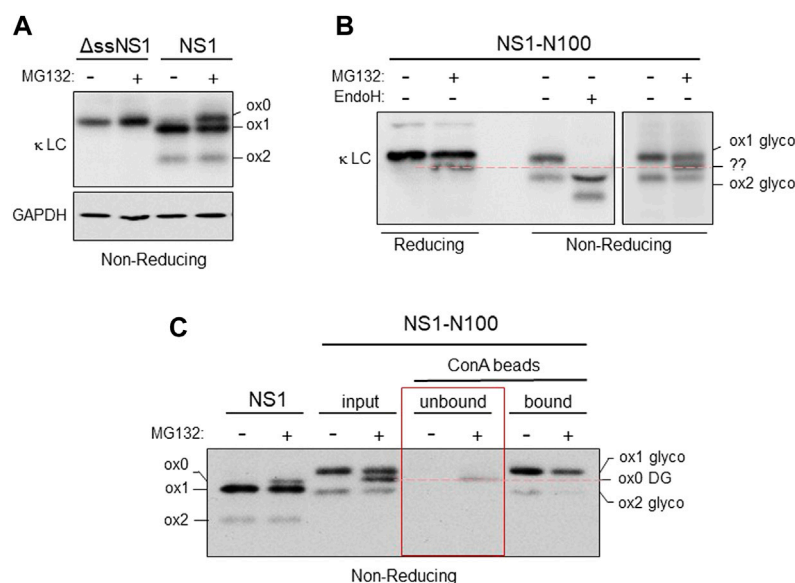 A
ΔssNS1 NS1
MG132: - + - +
κ LC
ox0
ox1
ox2
GAPDH
Non-Reducing
B
NS1-N100
MG132: - + - - - +
EndoH: - - - + - -
κ LC
ox1 glyco
??
ox2 glyco
Reducing Non-Reducing
C
NS1-N100
ConA beads
NS1 input unbound bound
MG132: - + - + - + - +
ox0 ox1 glyco
ox1 ox0 DG
ox2 ox2 glyco
Non-Reducing